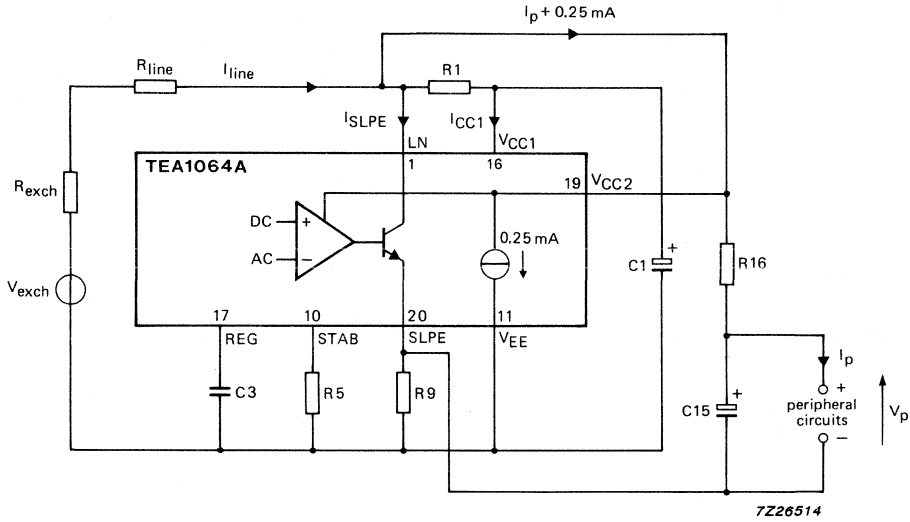 Ip + 0.25 mA
Rline
Iline
R1
ISLPE
ICC1
LN
VCC1
TEA1064A
1
16
19
VCC2
Rexch
DC
+
0.25 mA
AC
−
C1
+
R16
Vexch
17
10
20
11
REG
STAB
SLPE
VEE
Ip
C3
R5
R9
C15
+
+
peripheral
circuits
−
Vp
7Z26514